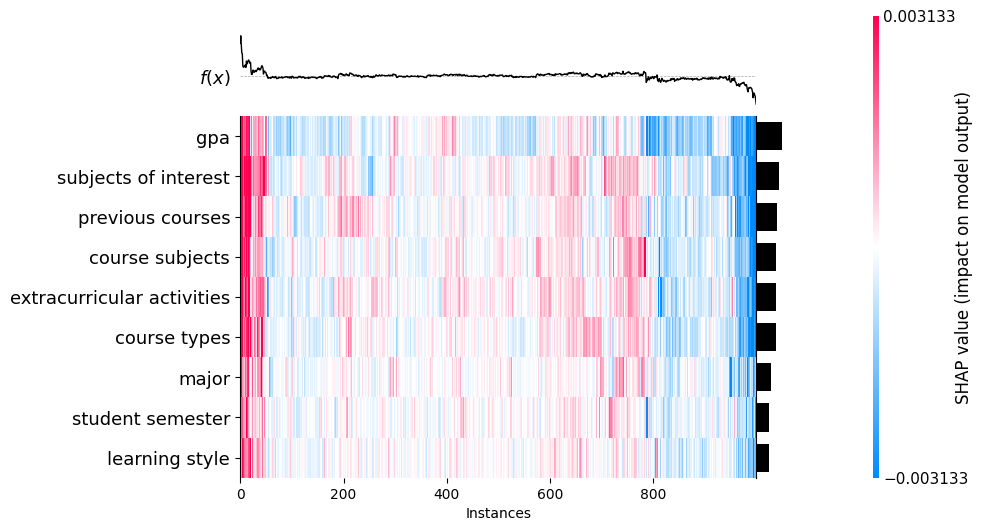 0.003133
f(x)
gpa
subjects of interest
previous courses
course subjects
extracurricular activities
course types
major
student semester
learning style
0 200 400 600 800
Instances
SHAP value (impact on model output)
−0.003133